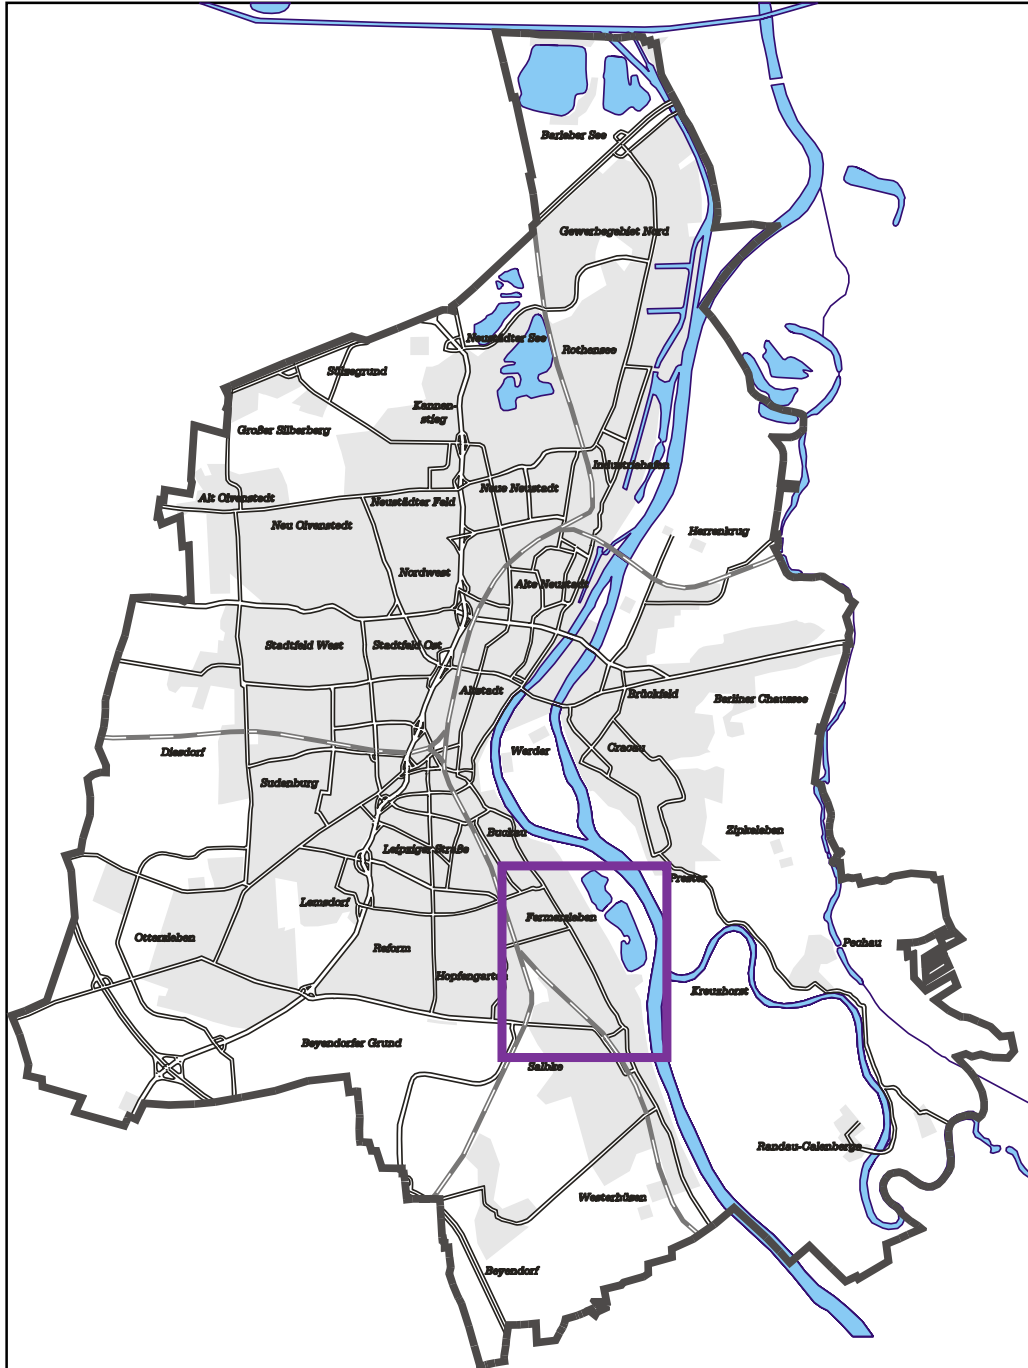 Barleber See
Gewerbegebiet Nord
Neustädter See
Rothensee
Sülzegrund
Kannen-
stieg
Großer Silberberg
Industriehafen
Neue Neustadt
Alt Olvenstedt
Neustädter Feld
Neu Olvenstedt
Herrenkrug
Nordwest
Alte Neustadt
Stadtfeld West
Stadtfeld Ost
Altstadt
Brückfeld
Berliner Chaussee
Diesdorf
Werder
Cracau
Sudenburg
Buckau
Zipkeleben
Leipziger Straße
Prester
Lemsdorf
Fermersleben
Ottersleben
Reform
Pechau
Hopfengarten
Kreuzhorst
Beyendorfer Grund
Salbke
Randau-Calenberge
Westerhüsen
Beyendorf